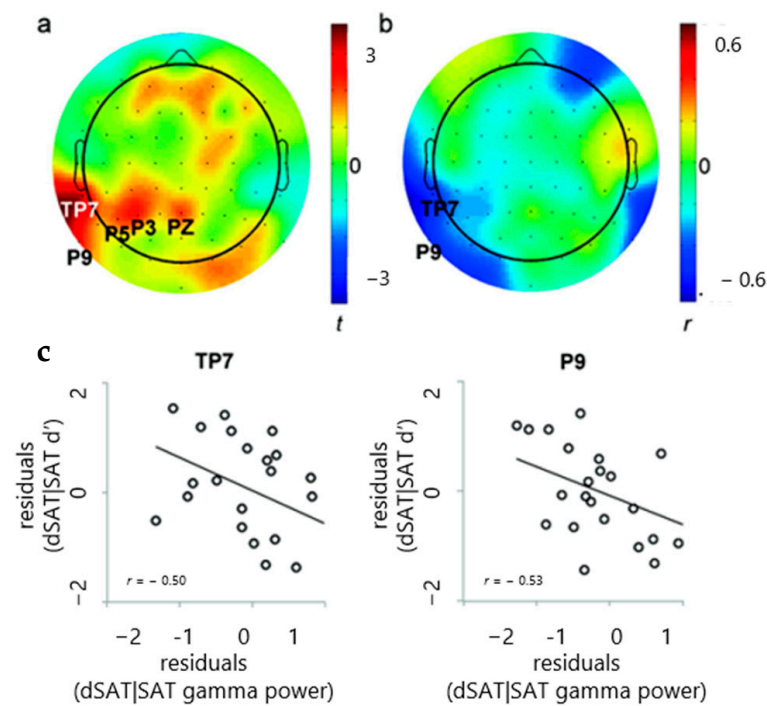 a
b
3
0
−3
t
TP7
P5
P3
PZ
P9
0.6
0
− 0.6
r
TP7
P9
c
TP7
P9
residuals
(dSAT|SAT d′)
2
0
−2
r = − 0.50
−2 -1 0 1
residuals
(dSAT|SAT gamma power)
residuals
(dSAT|SAT d′)
2
0
−2
r = − 0.53
−2 -1 0 1
residuals
(dSAT|SAT gamma power)